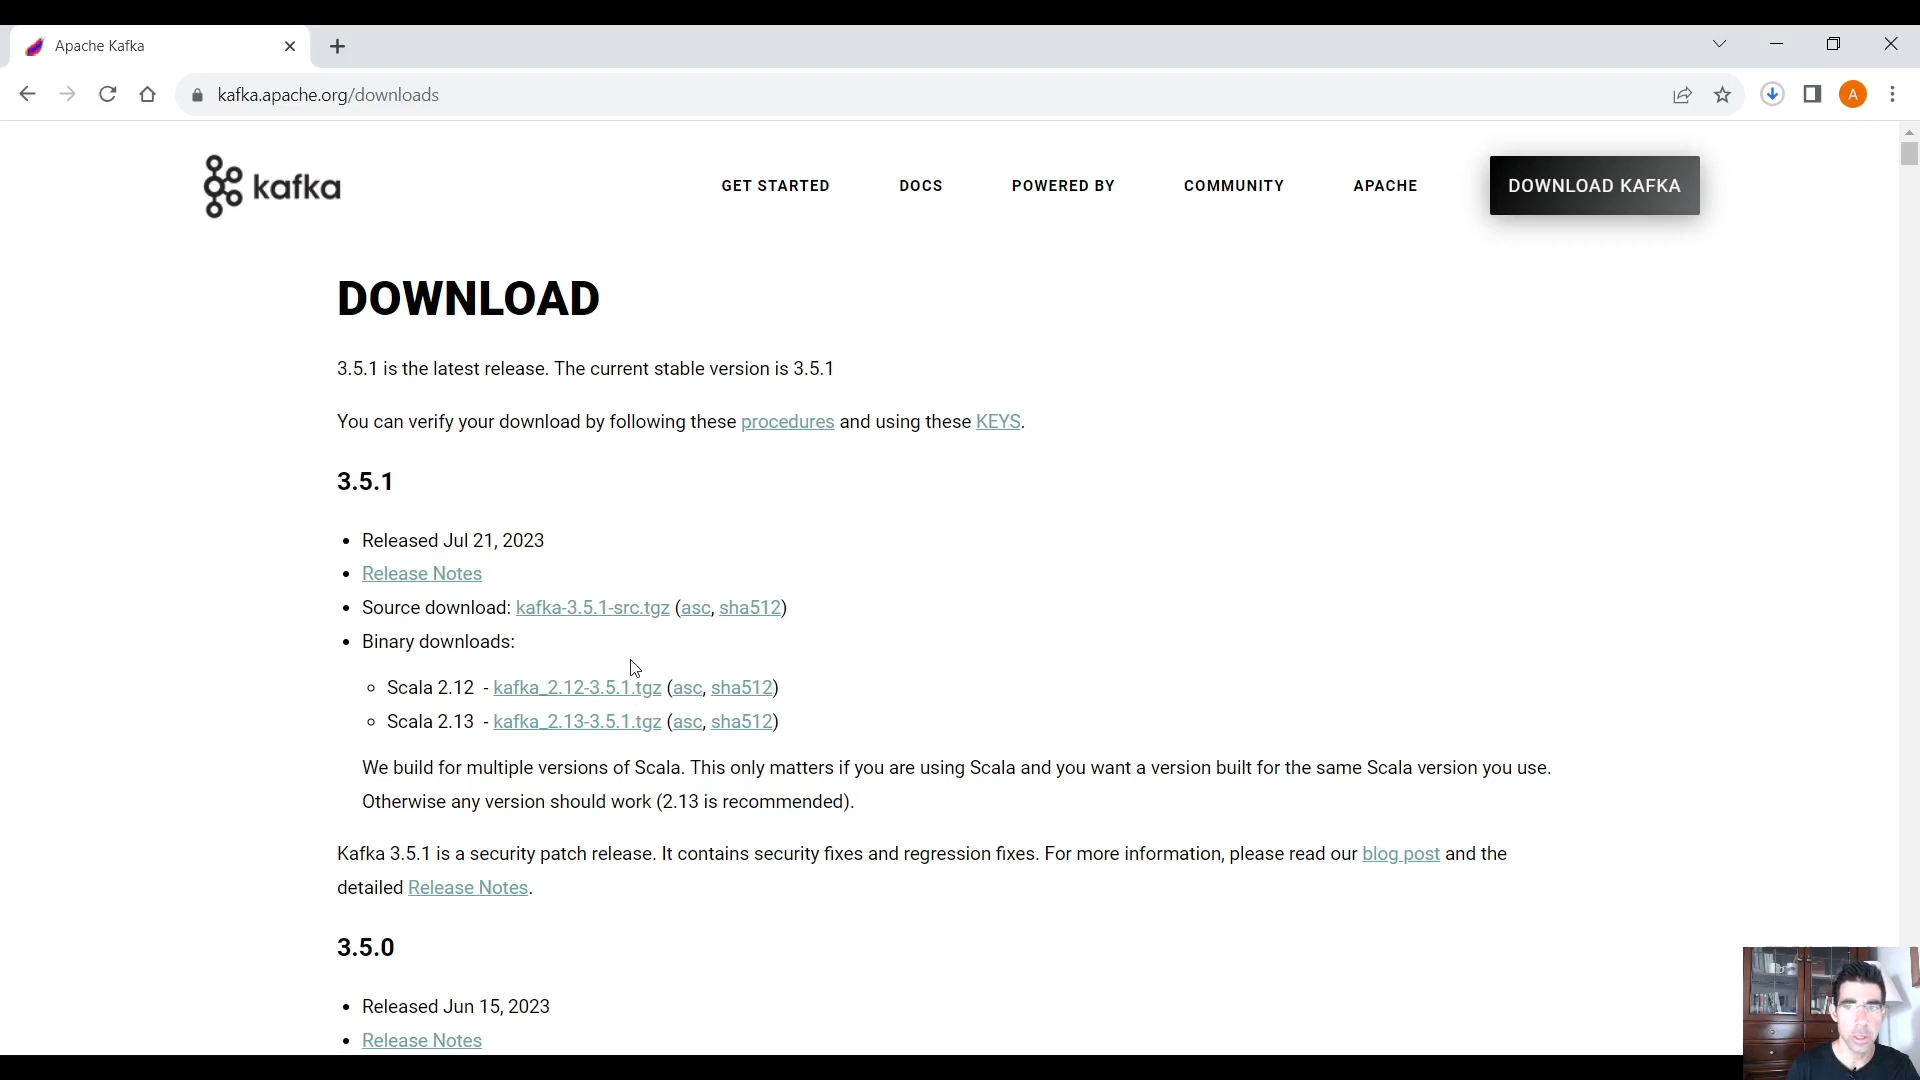 Apache Kafka
kafka.apache.org/downloads
A
kafka
GET STARTED
DOCS
POWERED BY
COMMUNITY
APACHE
DOWNLOAD KAFKA
DOWNLOAD
3.5.1 is the latest release. The current stable version is 3.5.1
You can verify your download by following these procedures and using these KEYS.
3.5.1
Released Jul 21, 2023
Release Notes
Source download: kafka-3.5.1-src.tgz (asc, sha512)
Binary downloads:
Scala 2.12 - kafka_2.12-3.5.1.tgz (asc, sha512)
Scala 2.13 - kafka_2.13-3.5.1.tgz (asc, sha512)
We build for multiple versions of Scala. This only matters if you are using Scala and you want a version built for the same Scala version you use.
Otherwise any version should work (2.13 is recommended).
Kafka 3.5.1 is a security patch release. It contains security fixes and regression fixes. For more information, please read our blog post and the
detailed Release Notes.
3.5.0
Released Jun 15, 2023
Release Notes